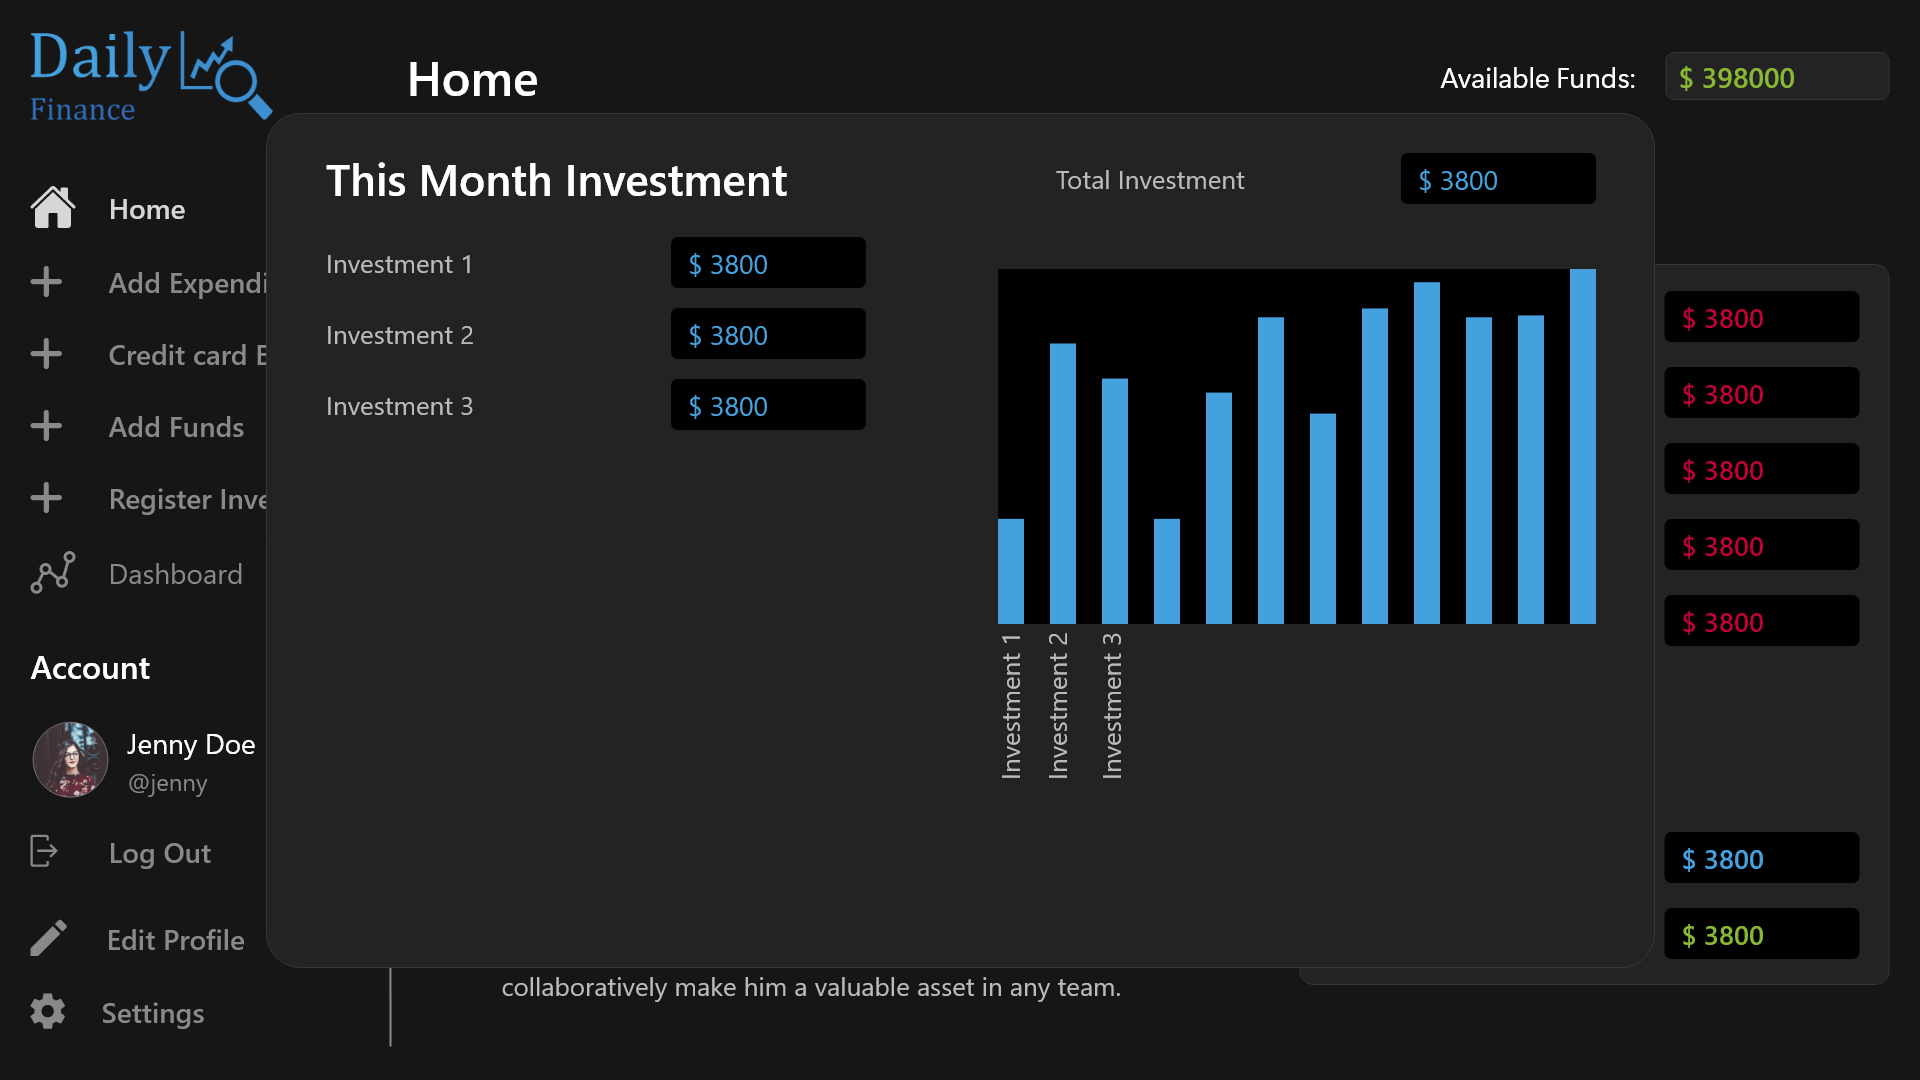 Daily
Finance
Home
Available Funds:
$ 398000
Home
Add Expendi
Credit card E
Add Funds
Register Inve
Dashboard
Account
Jenny Doe
@jenny
Log Out
Edit Profile
Settings
This Month Investment
Total Investment
$ 3800
Investment 1
$ 3800
Investment 2
$ 3800
Investment 3
$ 3800
Investment 1
Investment 2
Investment 3
$ 3800
$ 3800
$ 3800
$ 3800
$ 3800
$ 3800
$ 3800
collaboratively make him a valuable asset in any team.